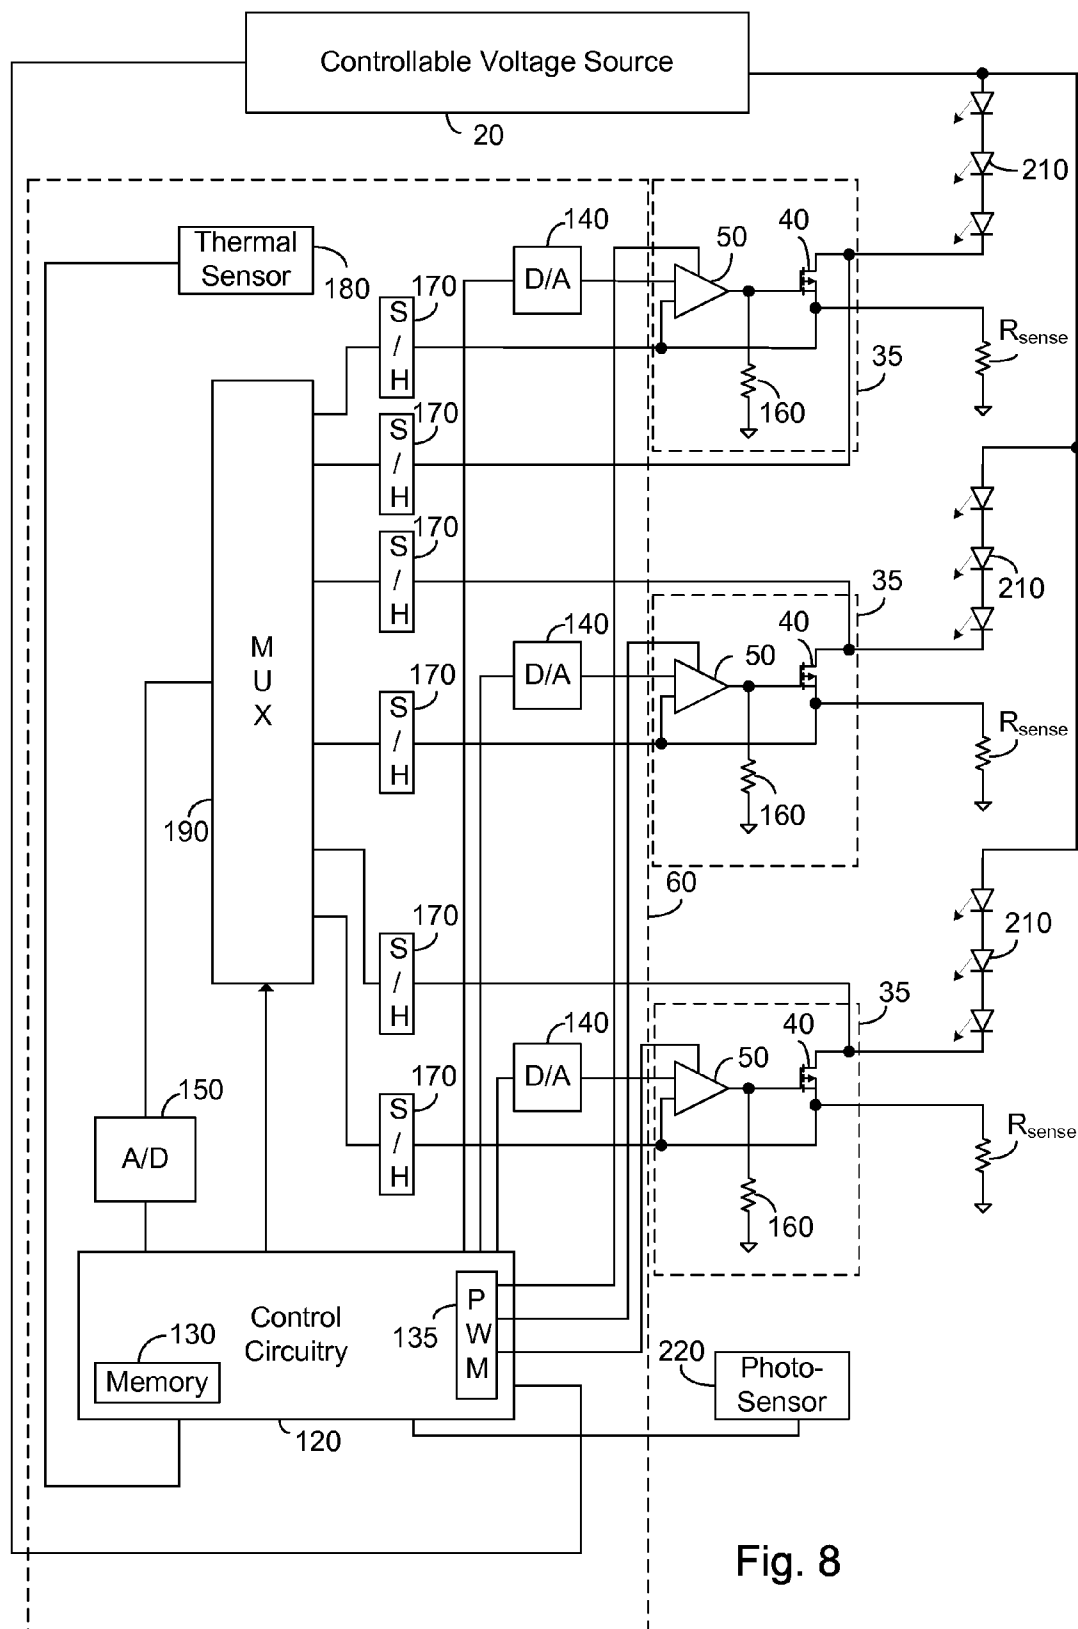 Controllable Voltage Source
20
210
Thermal
Sensor
180
140
D/A
50
40
170
S
/
H
Rsense
35
160
170
S
/
H
170
S
/
H
210
35
140
D/A
50
40
M
U
X
170
S
/
H
Rsense
160
190
60
170
S
/
H
210
35
140
D/A
50
40
170
S
/
H
150
A/D
Rsense
160
Control
Circuitry
135
P
W
M
130
Memory
120
220
Photo-
Sensor
Fig. 8